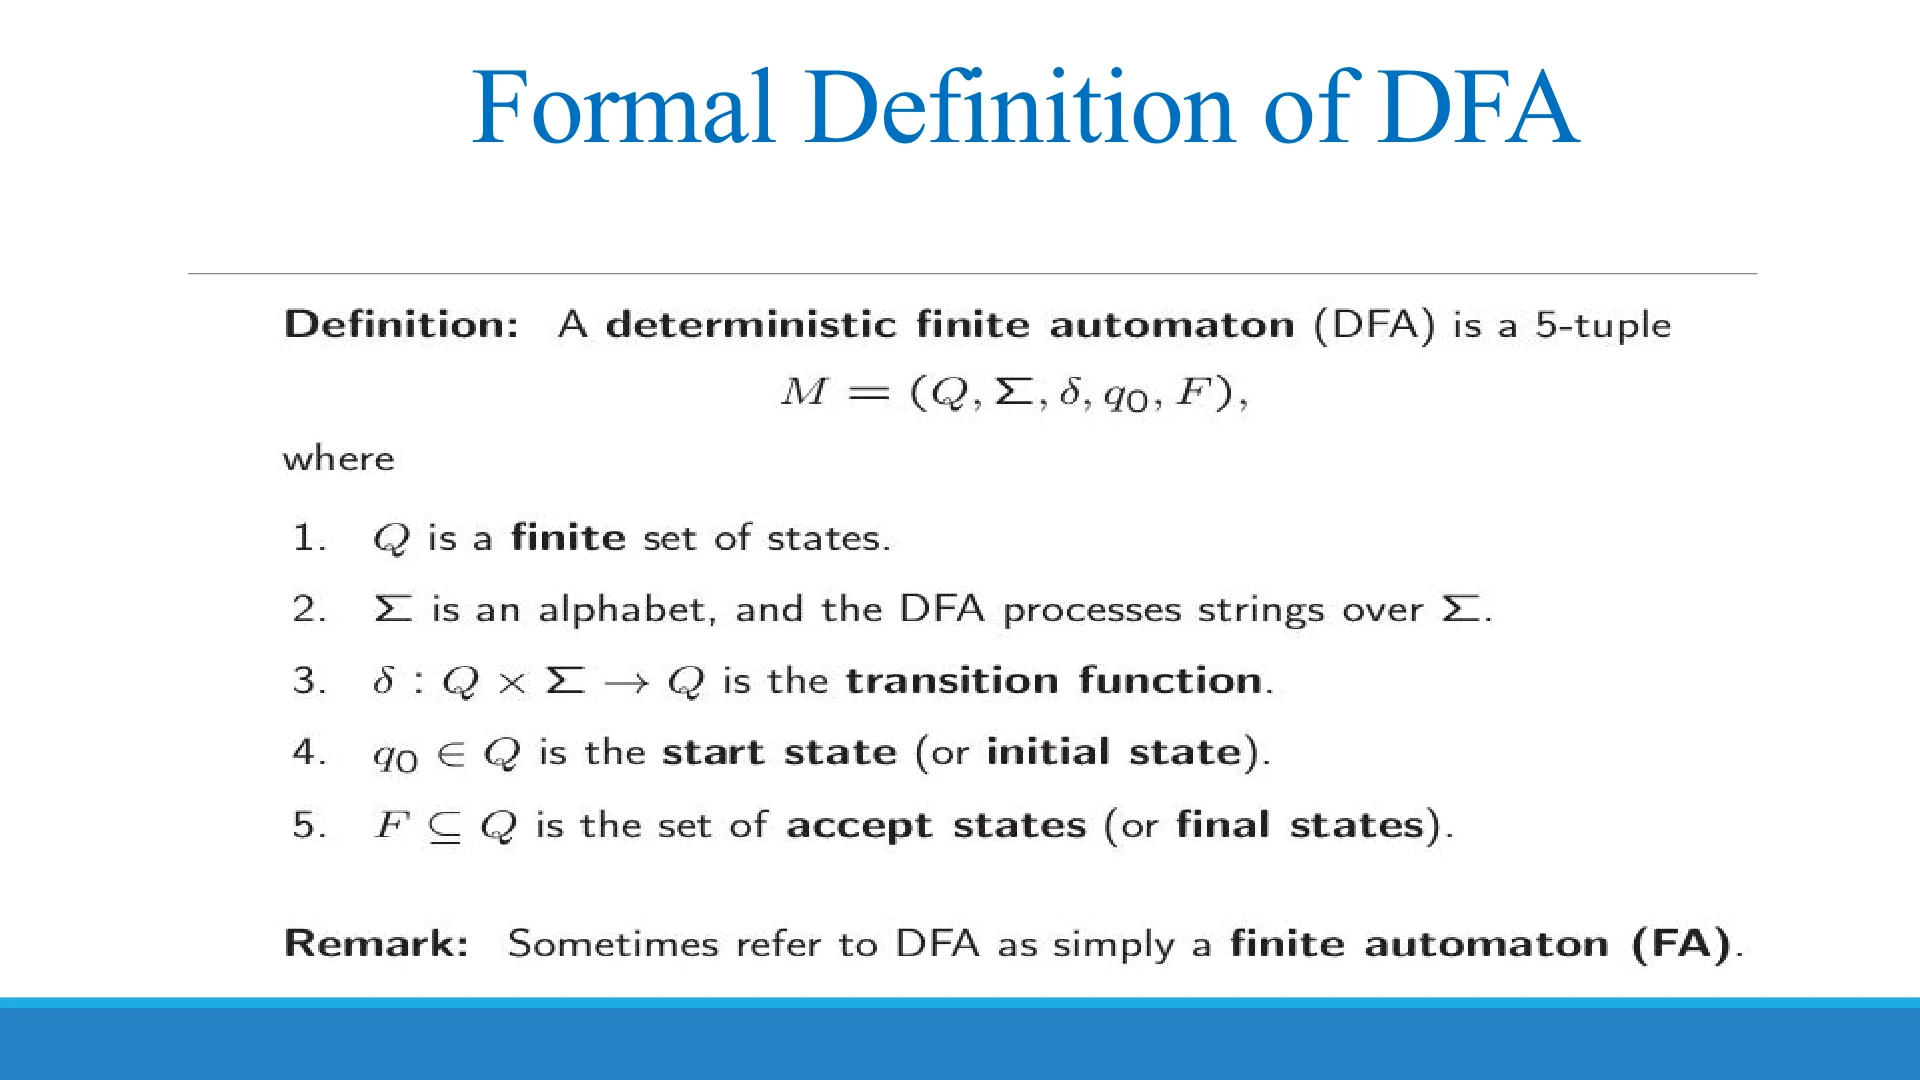 Formal Definition of DFA
Definition: A deterministic finite automaton (DFA) is a 5-tuple
M = (Q, Σ, δ, q₀, F),
where
1. Q is a finite set of states.
2. Σ is an alphabet, and the DFA processes strings over Σ.
3. δ : Q × Σ → Q is the transition function.
4. q₀ ∈ Q is the start state (or initial state).
5. F ⊆ Q is the set of accept states (or final states).
Remark: Sometimes refer to DFA as simply a finite automaton (FA).